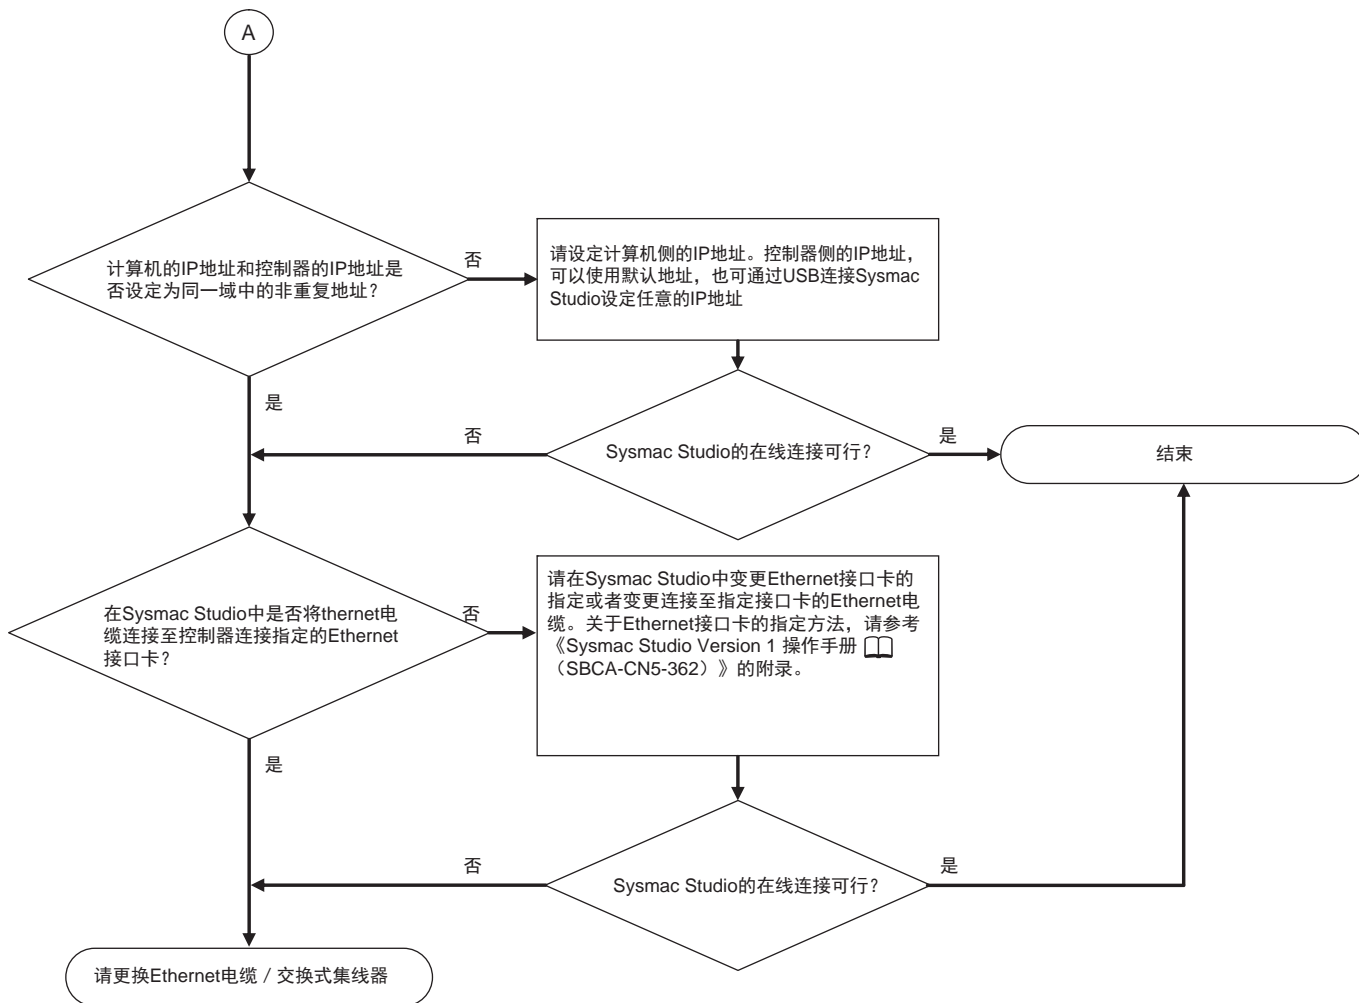 A
计算机的IP地址和控制器的IP地址是
否设定为同一域中的非重复地址？
否
请设定计算机侧的IP地址。控制器侧的IP地址，
可以使用默认地址，也可通过USB连接Sysmac
Studio设定任意的IP地址
是
否
Sysmac Studio的在线连接可行？
是
结束
在Sysmac Studio中是否将thernet电
缆连接至控制器连接指定的Ethernet
接口卡？
否
请在Sysmac Studio中变更Ethernet接口卡的
指定或者变更连接至指定接口卡的Ethernet电
缆。关于Ethernet接口卡的指定方法，请参考
《Sysmac Studio Version 1 操作手册
（SBCA-CN5-362）》的附录。
是
否
Sysmac Studio的在线连接可行？
是
请更换Ethernet电缆 / 交换式集线器